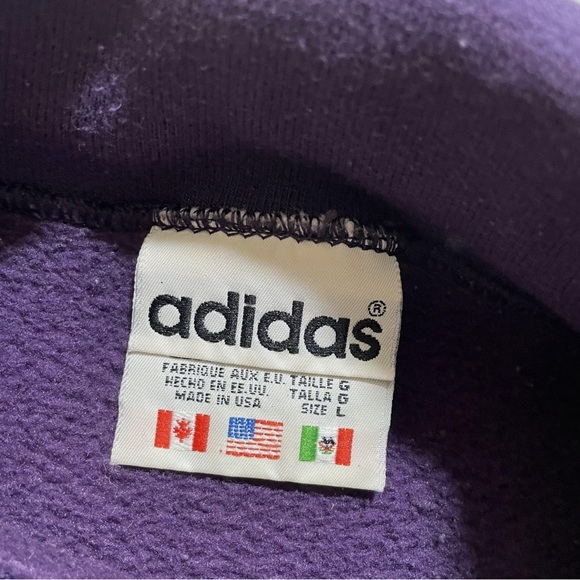 adidas®
FABRIQUE AUX E.U. TAILLE G
HECHO EN EE.UU. TALLA G
MADE IN USA SIZE L